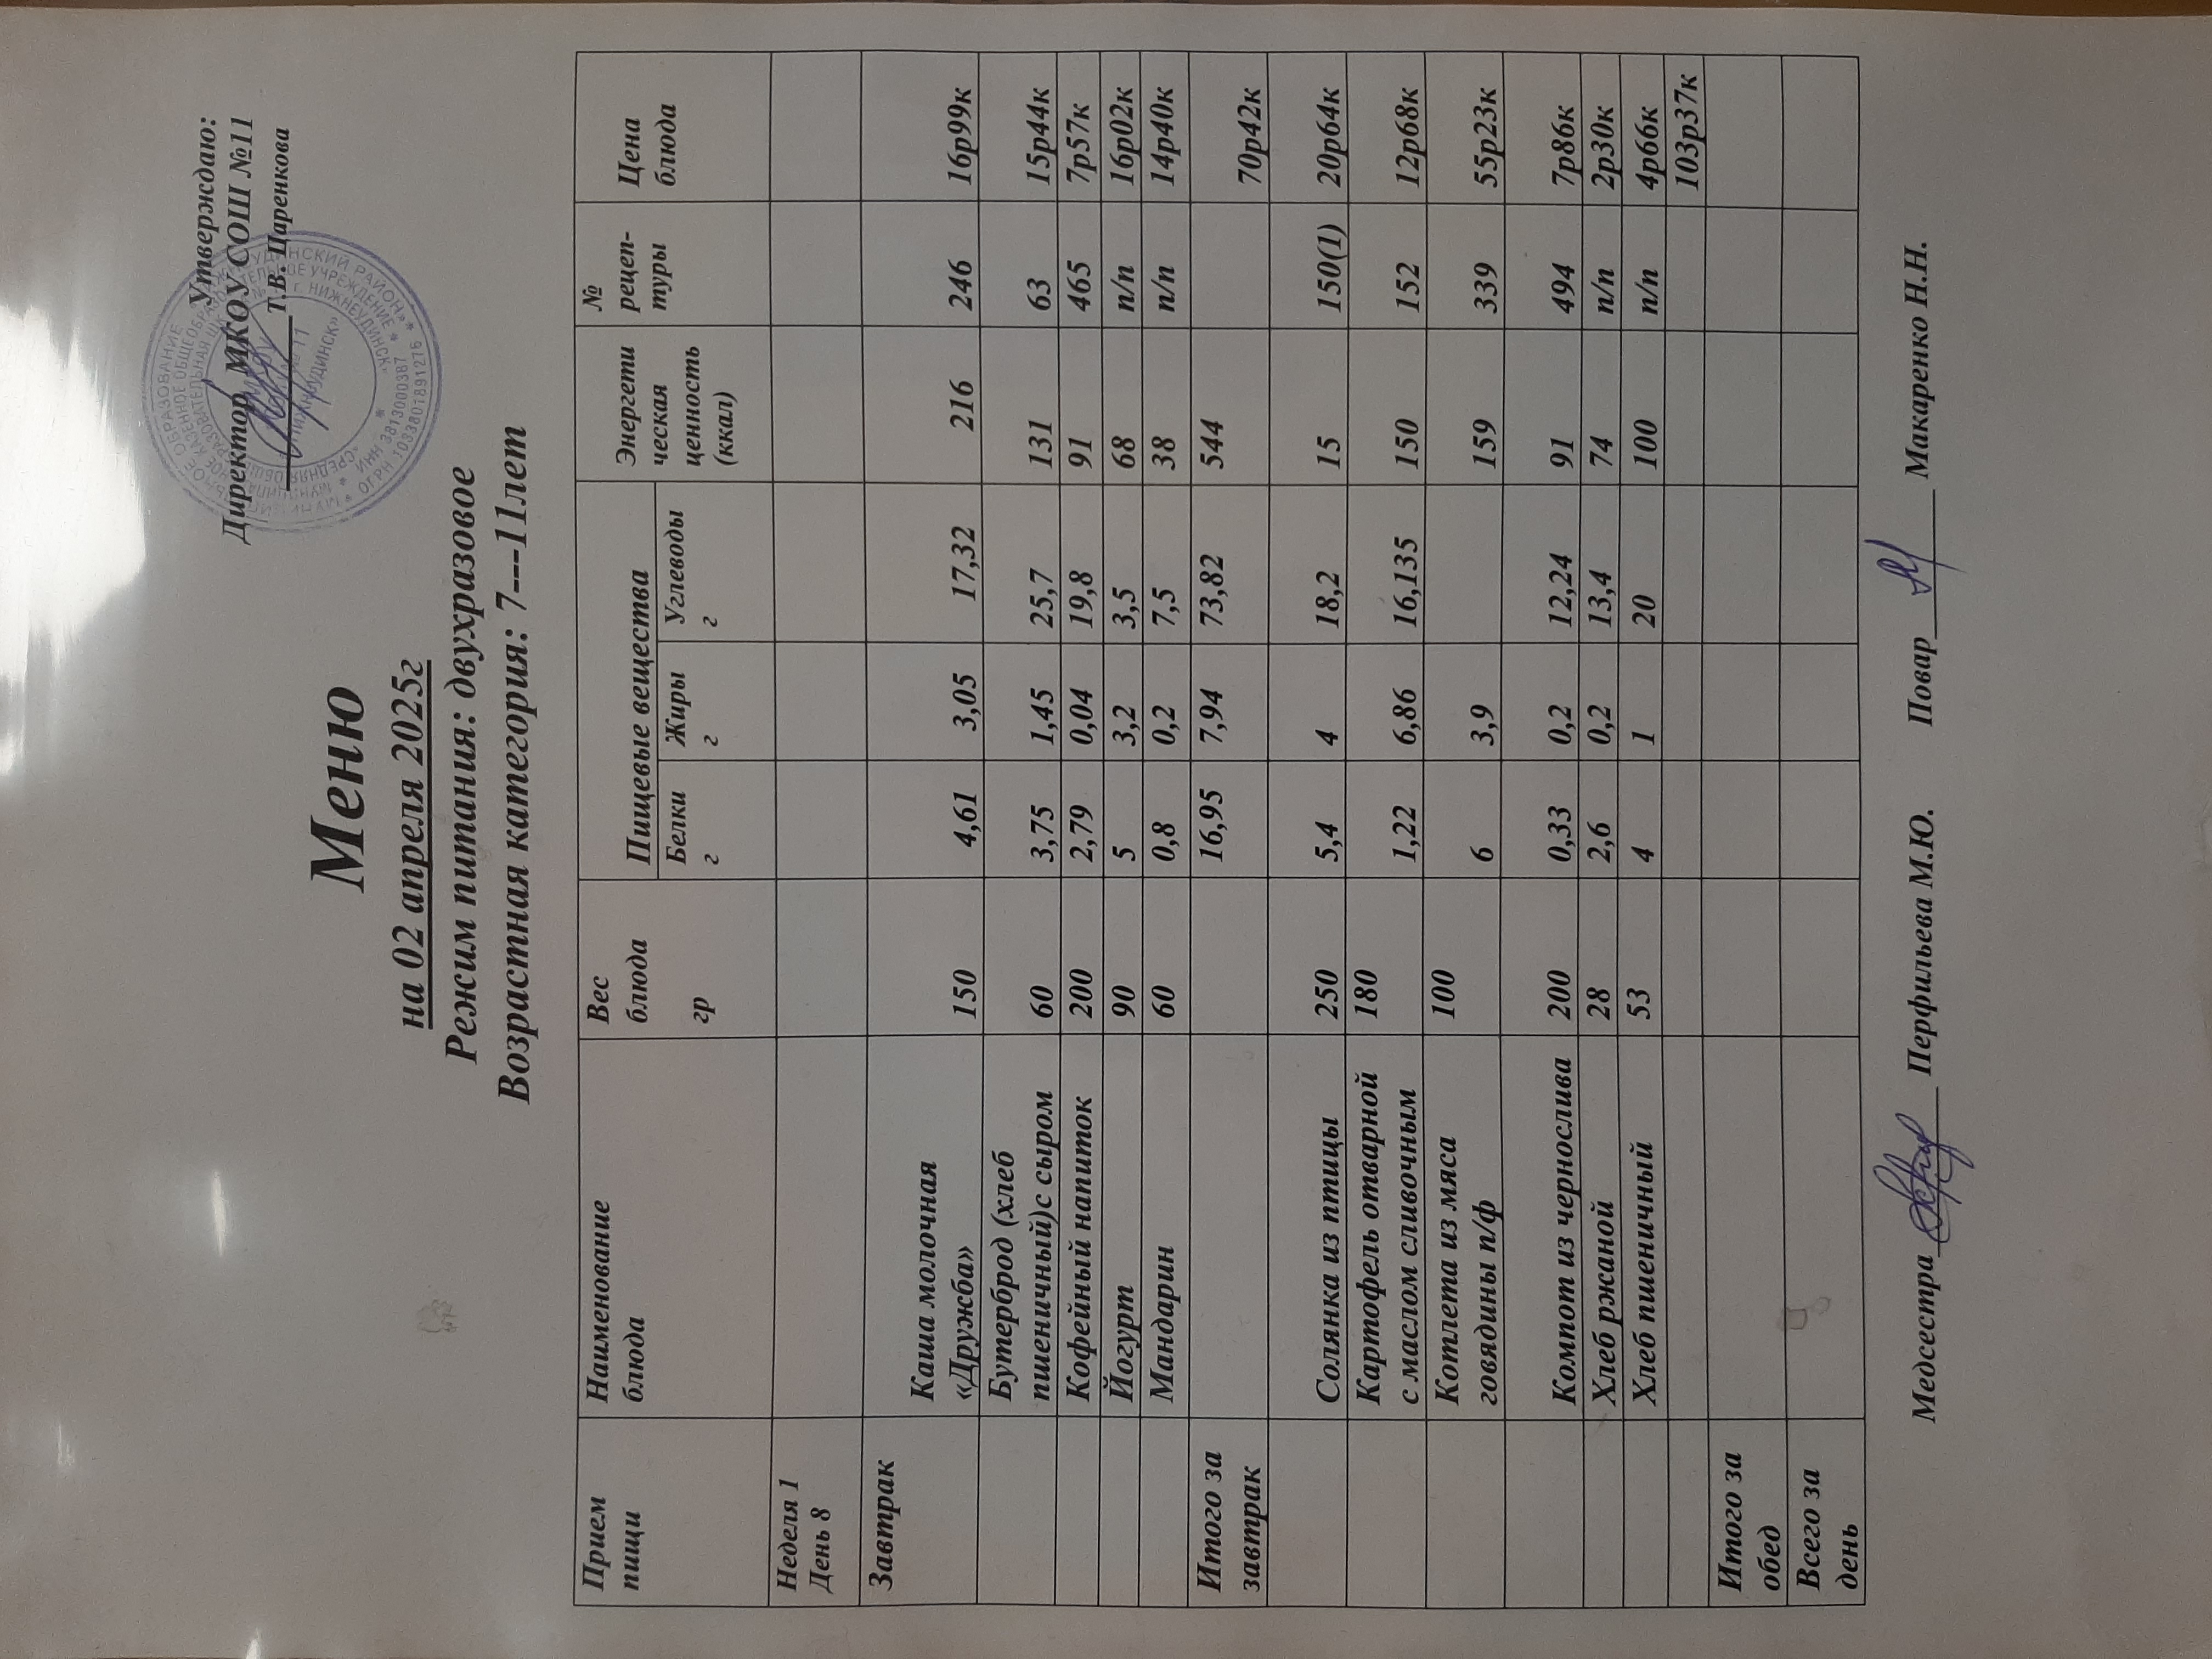 Утверждаю:
Директор МКОУ СОШ №11
Т.В. Царенкова
Меню
на 02 апреля 2025г
Режим питания: двухразовое
Возрастная категория: 7---11лет
Прием пищи Наименование блюда Вес блюда гр Пищевые вещества Энергети ческая ценность (ккал) № рецеп-туры Цена блюда
Белки г Жиры г Углеводы г
Неделя 1
День 8
Завтрак Каша молочная «Дружба» 150 4,61 3,05 17,32 216 246 16р99к
Бутерброд (хлеб пшеничный)с сыром 60 3,75 1,45 25,7 131 63 15р44к
Кофейный напиток 200 2,79 0,04 19,8 91 465 7р57к
Йогурт 90 5 3,2 3,5 68 п/п 16р02к
Мандарин 60 0,8 0,2 7,5 38 п/п 14р40к
Итого за завтрак 16,95 7,94 73,82 544 70р42к
Солянка из птицы 250 5,4 4 18,2 15 150(1) 20р64к
Картофель отварной с маслом сливочным 180 1,22 6,86 16,135 150 152 12р68к
Котлета из мяса говядины п/ф 100 6 3,9 159 339 55р23к
Компот из чернослива 200 0,33 0,2 12,24 91 494 7р86к
Хлеб ржаной 28 2,6 0,2 13,4 74 п/п 2р30к
Хлеб пшеничный 53 4 1 20 100 п/п 4р66к
103р37к
Итого за обед
Всего за день
Медсестра Перфильева М.Ю. Повар Макаренко Н.Н.